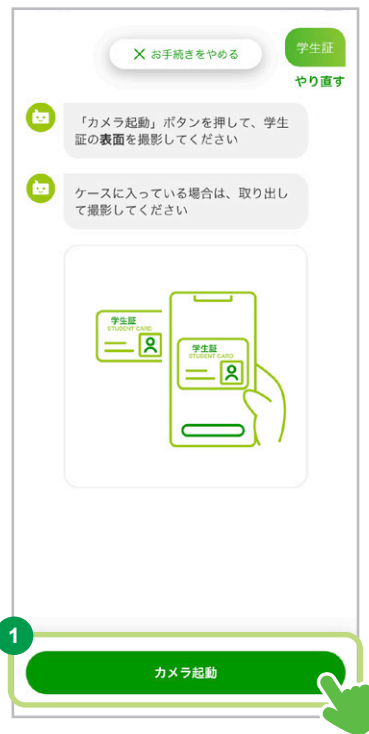 × お手続きをやめる
学生証
やり直す
「カメラ起動」ボタンを押して、学生
証の表面を撮影してください
ケースに入っている場合は、取り出し
て撮影してください
学生証
STUDENT CARD
学生証
STUDENT CARD
1
カメラ起動